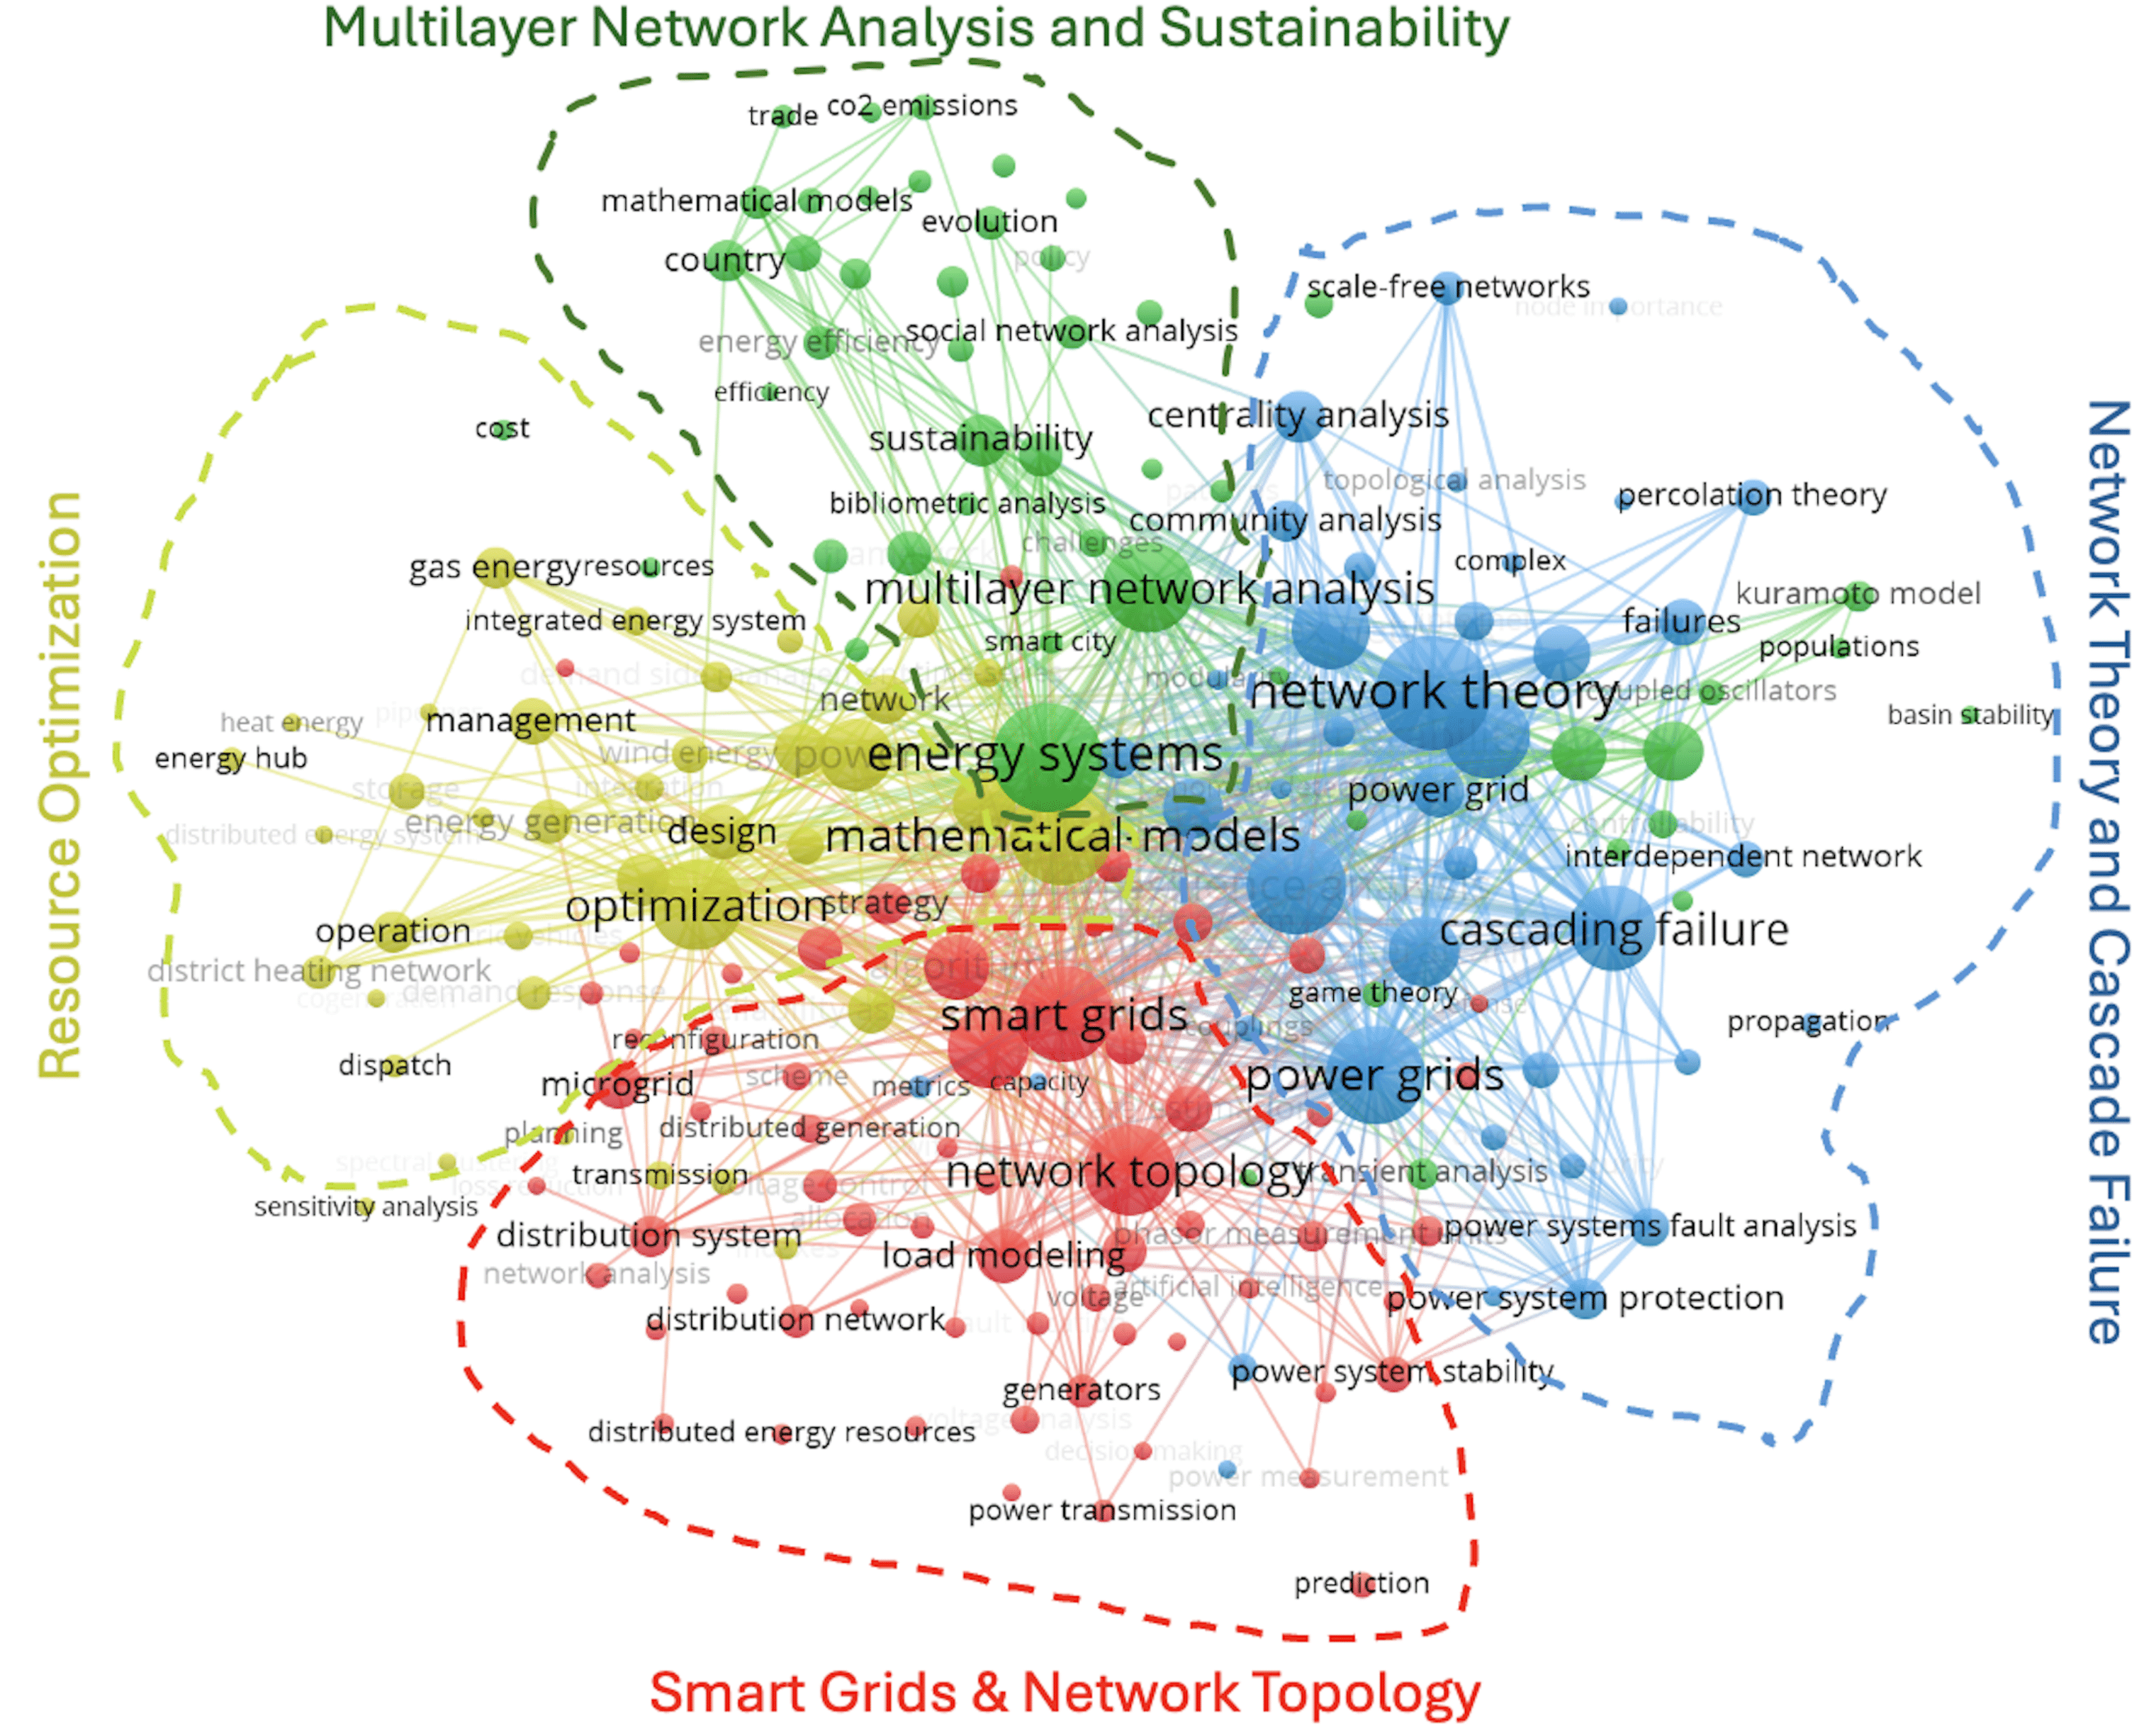 Multilayer Network Analysis and Sustainability
trade
co2 emissions
mathematical models
evolution
country
policy
scale-free networks
node importance
energy efficiency
social network analysis
efficiency
centrality analysis
cost
sustainability
topological analysis
percolation theory
bibliometric analysis
community analysis
challenges
gas energy
resources
complex
multilayer network analysis
kuramoto model
integrated energy system
failures
smart city
populations
demand side management
modularity
network
network theory
coupled oscillators
heat energy
management
basin stability
energy hub
wind energy
power
energy systems
storage
integration
power grid
energy generation
design
mathematical models
controllability
distributed energy system
interdependent network
optimization
strategy
operation
cascading failure
district heating network
algorithm
cogeneration
demand response
game theory
smart grids
couplings
propagation
reconfiguration
dispatch
microgrid
scheme
metrics
capacity
power grids
planning
distributed generation
spectral clustering
transmission
network topology
transient analysis
loss reduction
voltage control
sensitivity analysis
allocation
distribution system
indexes
load modeling
phasor measurement units
power systems
fault analysis
network analysis
voltage
artificial intelligence
power system protection
distribution network
power system stability
generators
voltage analysis
distributed energy resources
decision making
power measurement
power transmission
prediction
Resource Optimization
Network Theory and Cascade Failure
Smart Grids & Network Topology